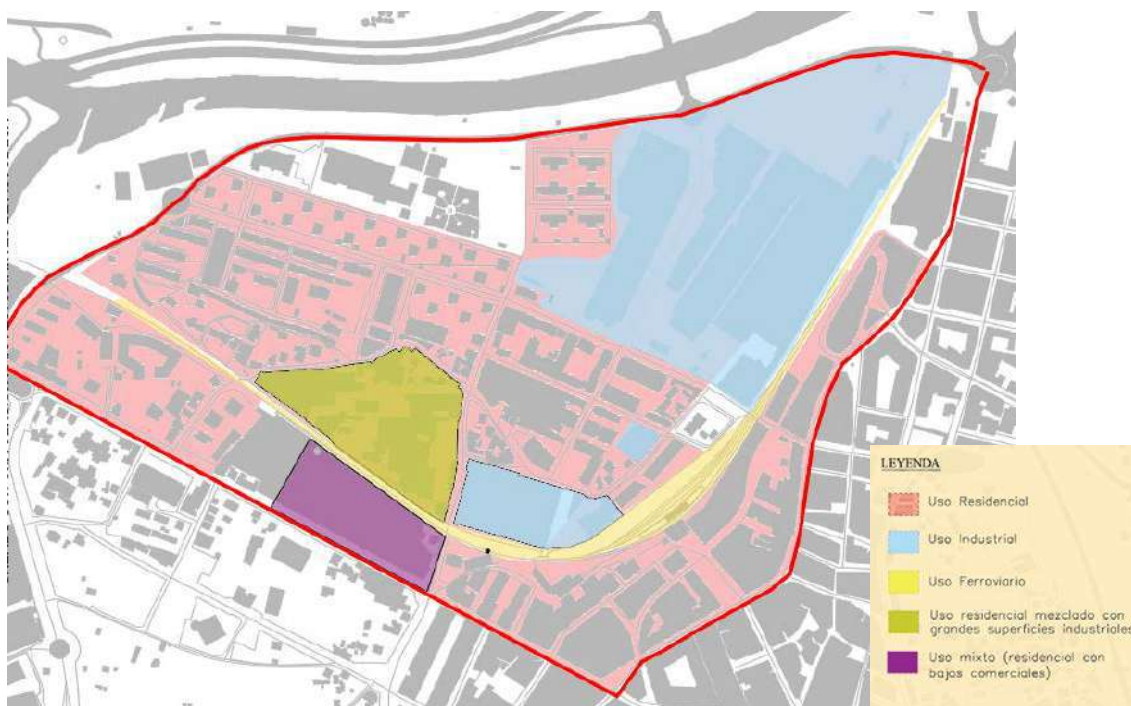 LEYENDA
Uso Residencial
Uso Industrial
Uso Ferroviario
Uso residencial mezclado con
grandes superficies industriales
Uso mixto (residencial con
bajos comerciales)